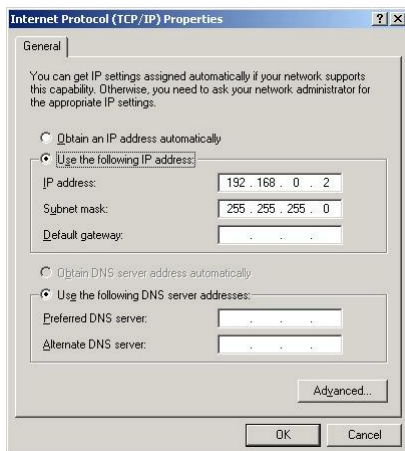 Internet Protocol (TCP/IP) Properties
General
You can get IP settings assigned automatically if your network supports
this capability. Otherwise, you need to ask your network administrator for
the appropriate IP settings.
Obtain an IP address automatically
Use the following IP address:
IP address: 192 . 168 . 0 . 2
Subnet mask: 255 . 255 . 255 . 0
Default gateway: . . .
Obtain DNS server address automatically
Use the following DNS server addresses:
Preferred DNS server: . . .
Alternate DNS server: . . .
Advanced...
OK Cancel